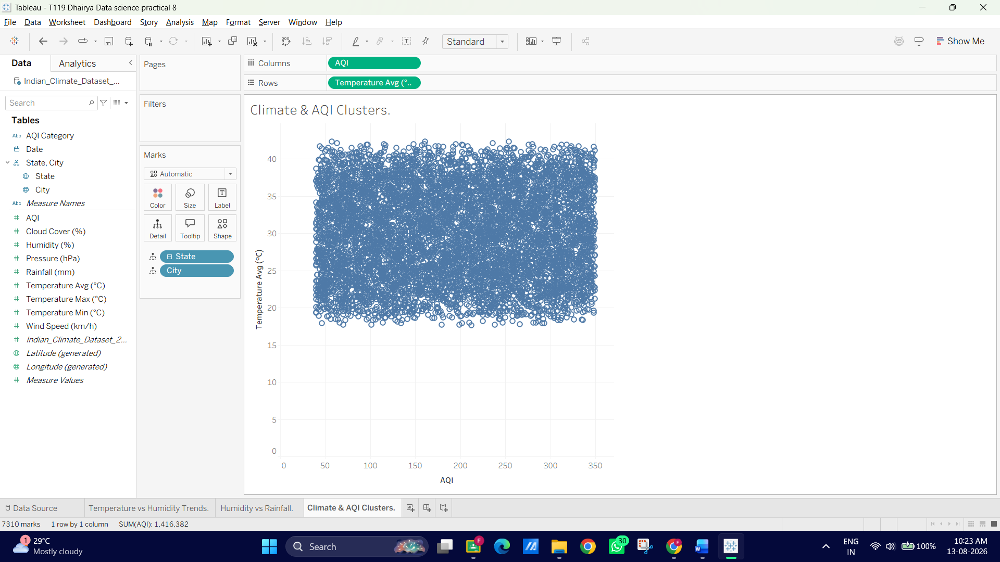 Tableau - T119 Dhairya Data science practical 8
File Data Worksheet Dashboard Story Analysis Map Format Server Window Help
Standard
Show Me
Data
Analytics
Indian_Climate_Dataset_...
Search
Tables
Abc AQI Category
Date
State, City
State
City
Abc Measure Names
AQI
Cloud Cover (%)
Humidity (%)
Pressure (hPa)
Rainfall (mm)
Temperature Avg (°C)
Temperature Max (°C)
Temperature Min (°C)
Wind Speed (km/h)
Indian_Climate_Dataset_2...
Latitude (generated)
Longitude (generated)
Measure Values
Pages
Filters
Marks
Automatic
Color Size Label
Detail Tooltip Shape
State
City
Columns AQI
Rows Temperature Avg (°..
Climate & AQI Clusters.
Temperature Avg (°C)
40
35
30
25
20
15
10
5
0
0 50 100 150 200 250 300 350
AQI
Data Source Temperature vs Humidity Trends. Humidity vs Rainfall. Climate & AQI Clusters.
7310 marks 1 row by 1 column SUM(AQI): 1,416,382
1
29°C
Mostly cloudy
Search
F
30
F
W
ENG
IN
100%
10:23 AM
13-08-2026